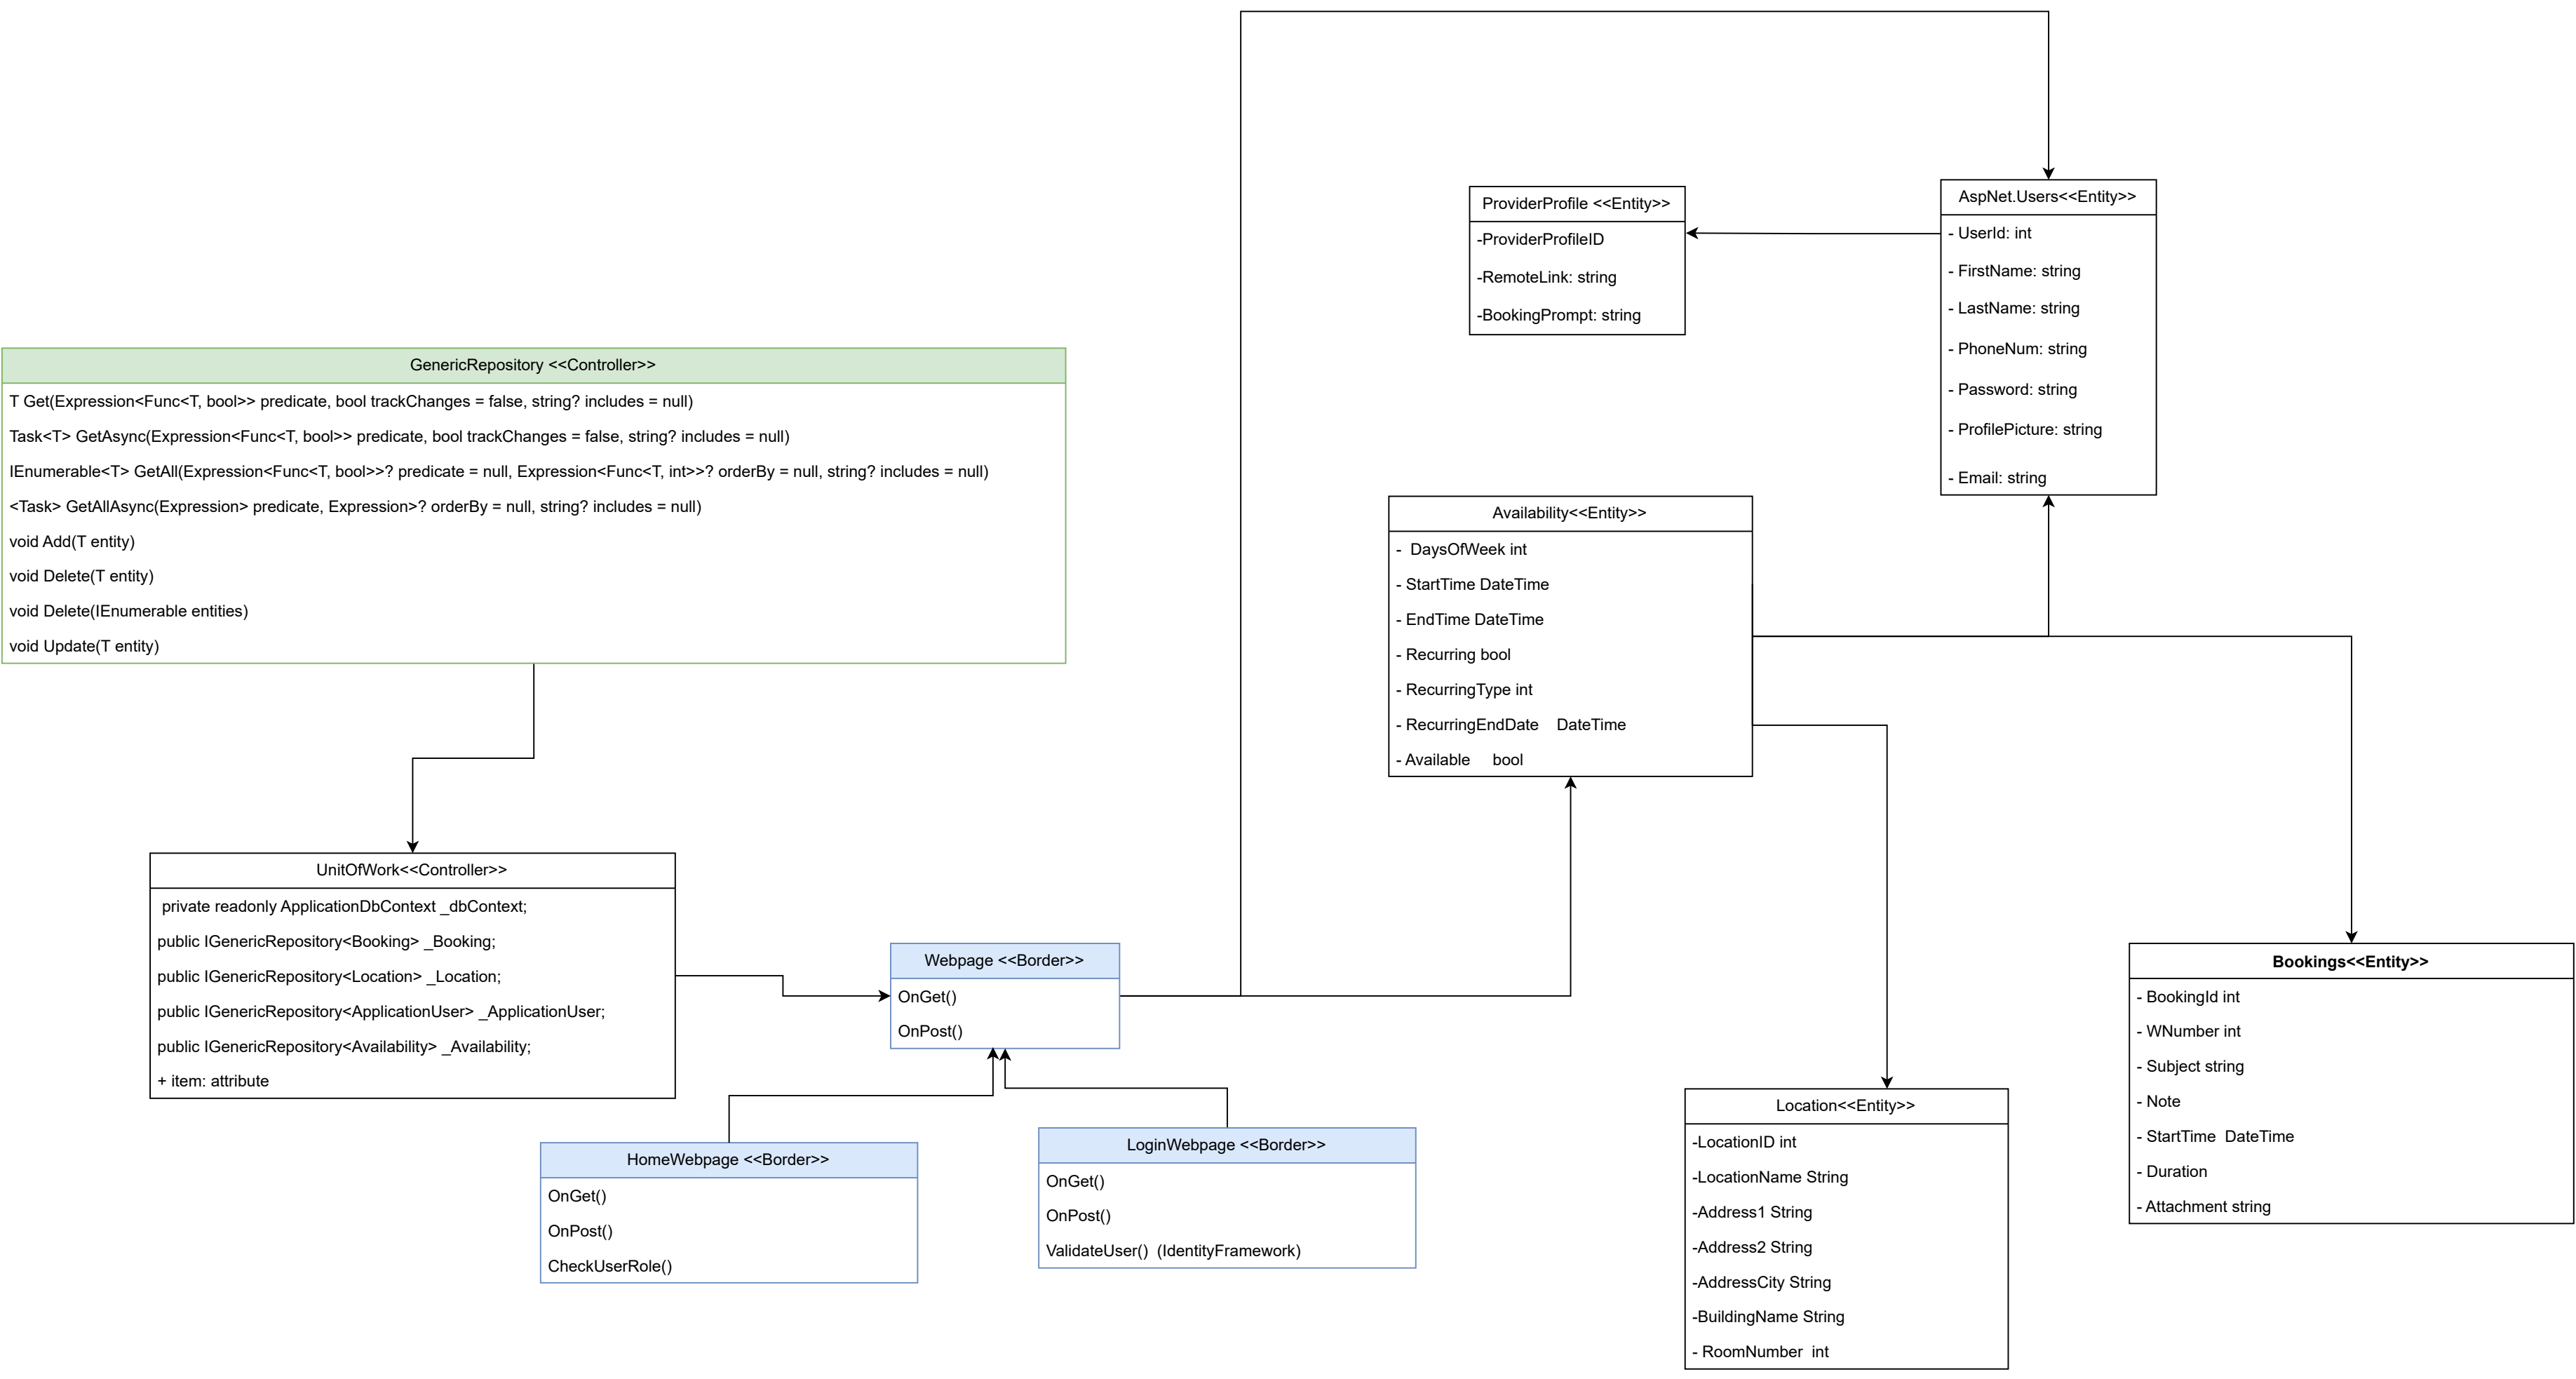 ProviderProfile <<Entity>>
-ProviderProfileID
-RemoteLink: string
-BookingPrompt: string
AspNet.Users<<Entity>>
- UserId: int
- FirstName: string
- LastName: string
- PhoneNum: string
- Password: string
- ProfilePicture: string
- Email: string
GenericRepository <<Controller>>
T Get(Expression<Func<T, bool>> predicate, bool trackChanges = false, string? includes = null)
Task<T> GetAsync(Expression<Func<T, bool>> predicate, bool trackChanges = false, string? includes = null)
IEnumerable<T> GetAll(Expression<Func<T, bool>>? predicate = null, Expression<Func<T, int>>? orderBy = null, string? includes = null)
<Task> GetAllAsync(Expression> predicate, Expression>? orderBy = null, string? includes = null)
void Add(T entity)
void Delete(T entity)
void Delete(IEnumerable entities)
void Update(T entity)
Availability<<Entity>>
- DaysOfWeek int
- StartTime DateTime
- EndTime DateTime
- Recurring bool
- RecurringType int
- RecurringEndDate DateTime
- Available bool
UnitOfWork<<Controller>>
private readonly ApplicationDbContext _dbContext;
public IGenericRepository<Booking> _Booking;
public IGenericRepository<Location> _Location;
public IGenericRepository<ApplicationUser> _ApplicationUser;
public IGenericRepository<Availability> _Availability;
+ item: attribute
Webpage <<Border>>
OnGet()
OnPost()
HomeWebpage <<Border>>
OnGet()
OnPost()
CheckUserRole()
LoginWebpage <<Border>>
OnGet()
OnPost()
ValidateUser() (IdentityFramework)
Location<<Entity>>
-LocationID int
-LocationName String
-Address1 String
-Address2 String
-AddressCity String
-BuildingName String
- RoomNumber int
Bookings<<Entity>>
- BookingId int
- WNumber int
- Subject string
- Note
- StartTime DateTime
- Duration
- Attachment string